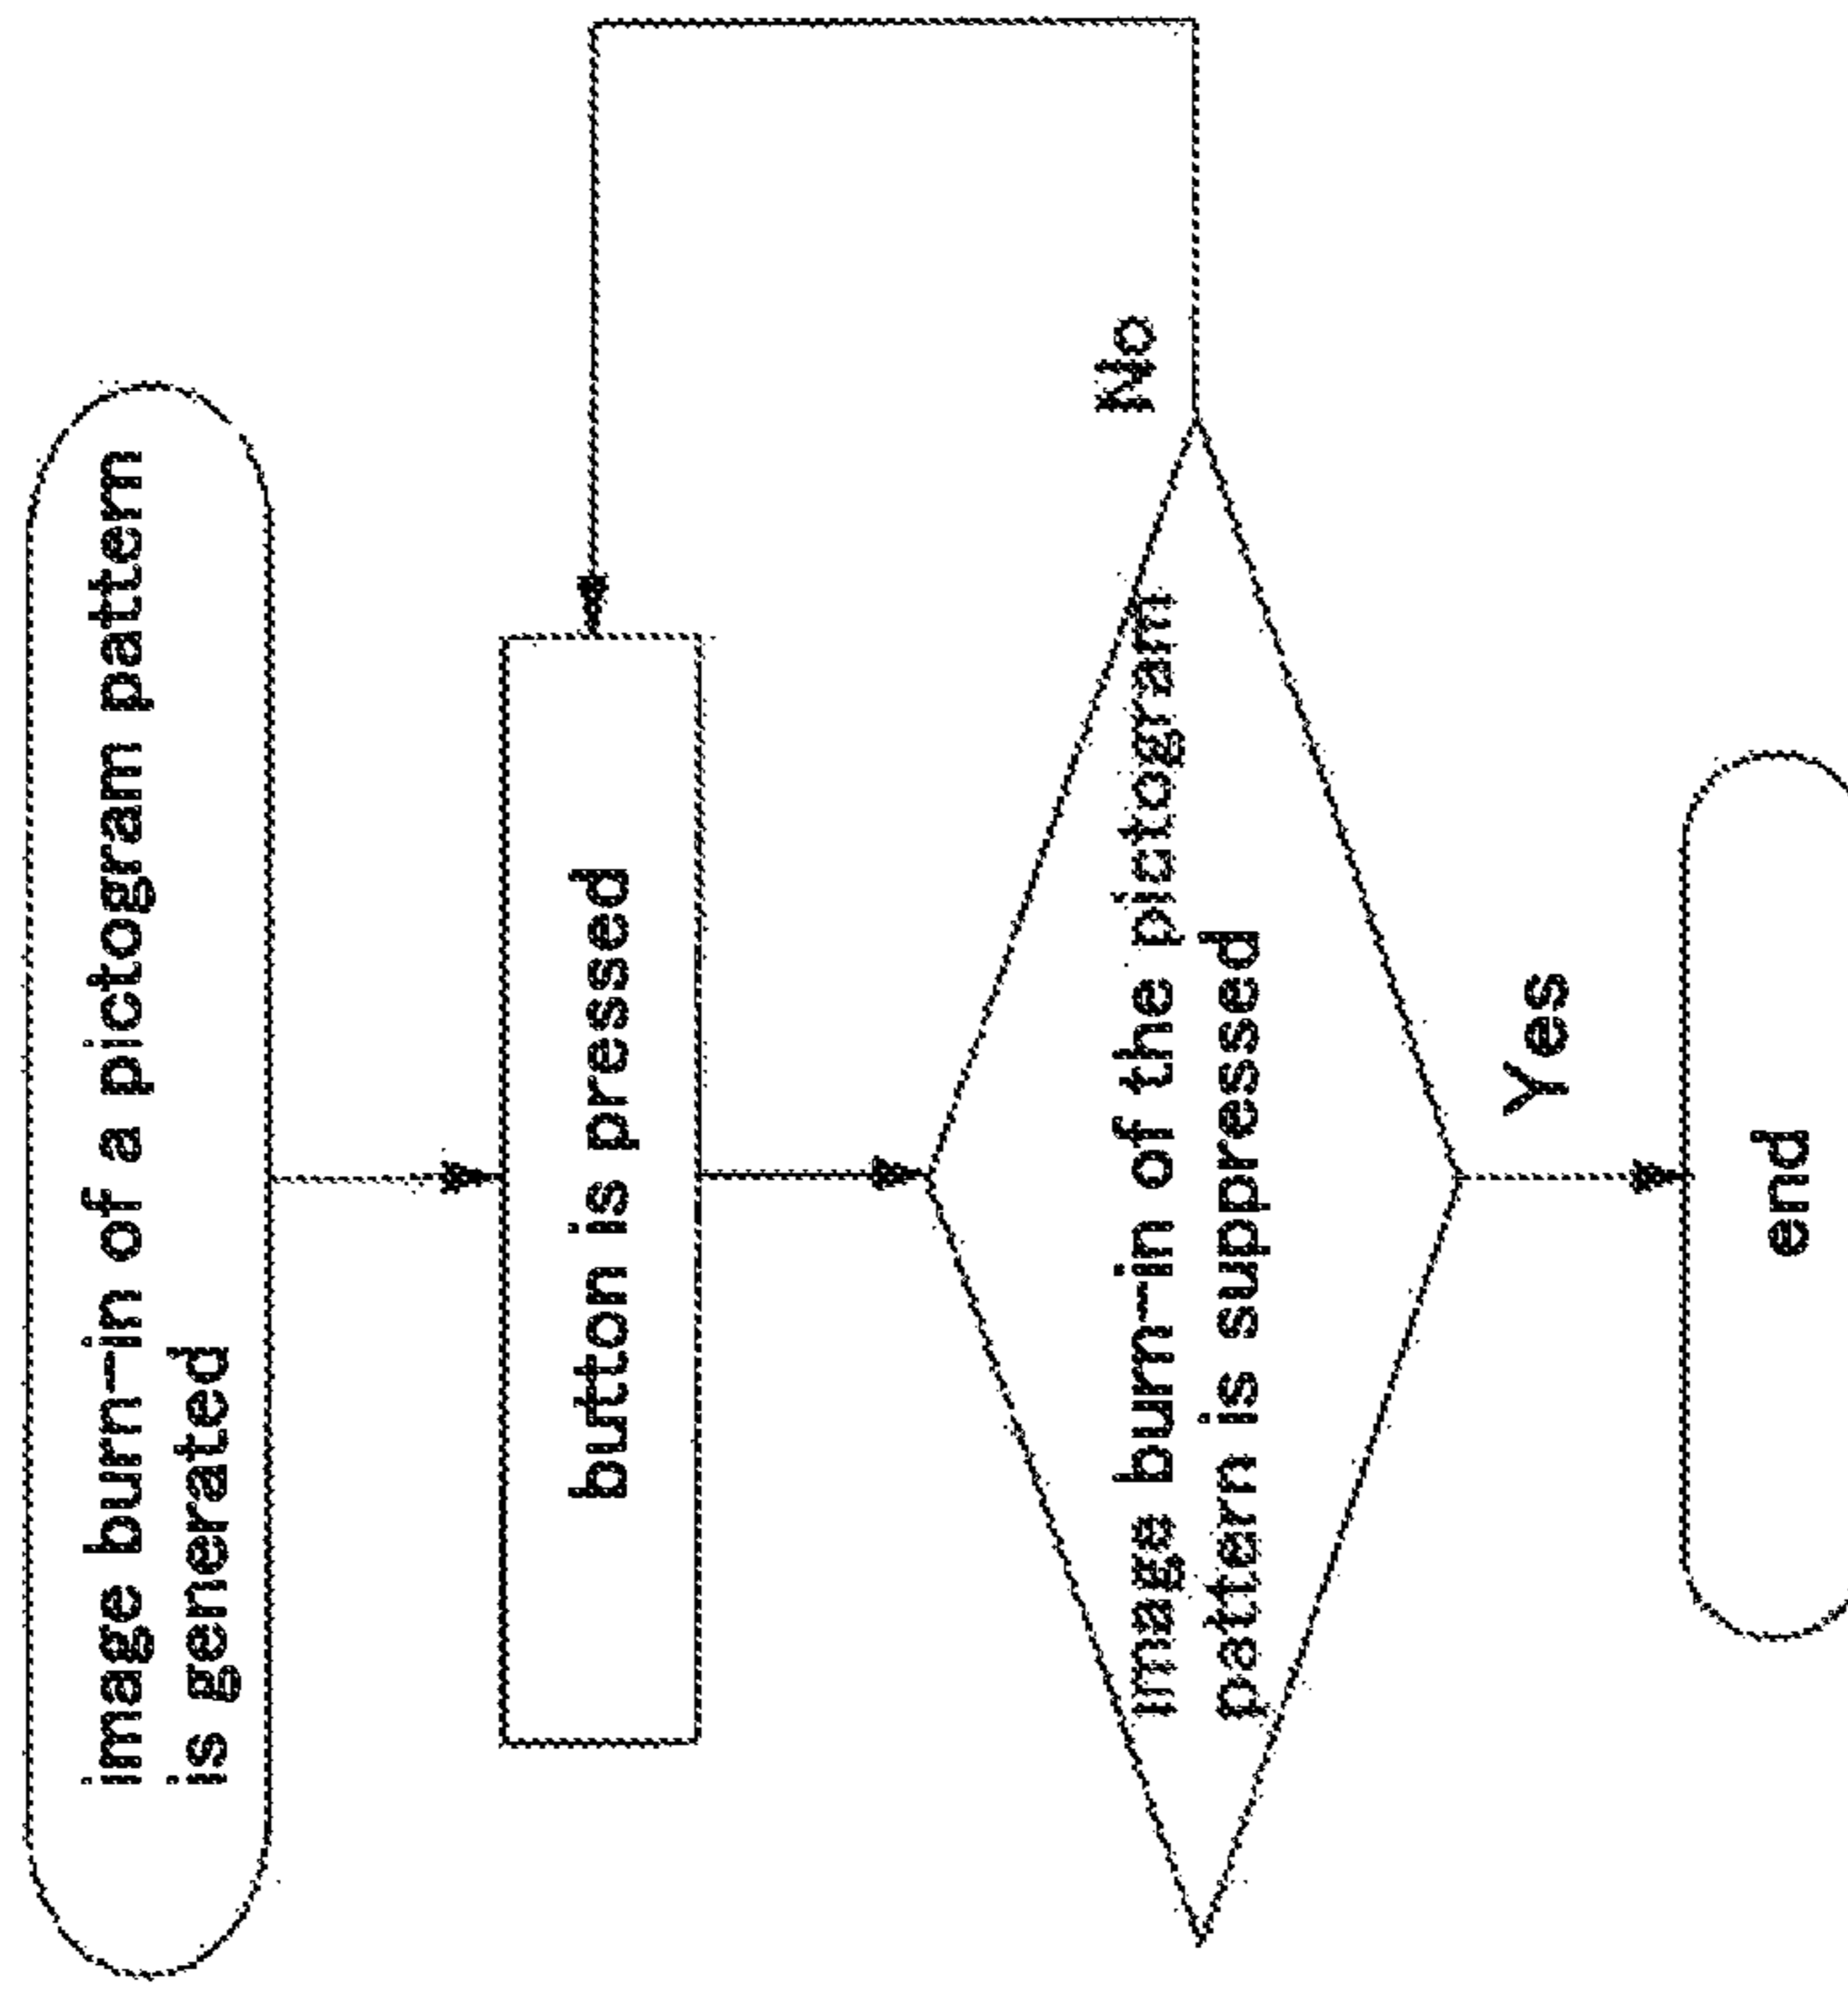 image burn-in of a pictogram pattern
is generated
button is pressed
image burn-in of the pictogram
pattern is suppressed
No
Yes
end